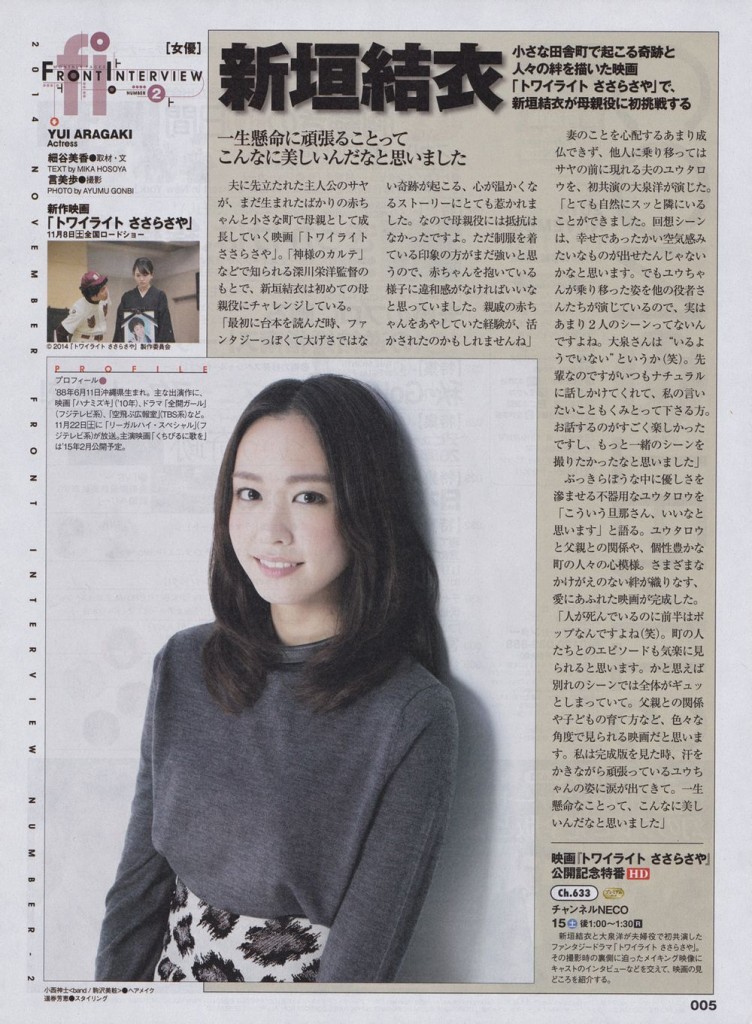 2014 NOVEMBER FRONT INTERVIEW NUMBER-2
fi
FRONT INTERVIEW
NUMBER 2
[女優]
YUI ARAGAKI
Actress
細谷美香●取材・文
TEXT by MIKA HOSOYA
言美歩●撮影
PHOTO by AYUMU GONBI
新作映画
「トワイライト ささらさや」
11月8日㊏全国ロードショー
© 2014「トワイライト ささらさや」製作委員会
新垣結衣
小さな田舎町で起こる奇跡と
人々の絆を描いた映画
「トワイライト ささらさや」で、
新垣結衣が母親役に初挑戦する
一生懸命に頑張ることって
こんなに美しいんだなと思いました
夫に先立たれた主人公のサヤ
が、まだ生まれたばかりの赤ち
ゃんと小さな町で母親として成
長していく映画「トワイライト
ささらさや」。「神様のカルテ」
などで知られる深川栄洋監督の
もとで、新垣結衣は初めての母
親役にチャレンジしている。
「最初に台本を読んだ時、ファ
ンタジーっぽくて大げさではな
い奇跡が起こる、心が温かくな
るストーリーにとても惹かれま
した。なので母親役には抵抗は
なかったですよ。ただ制服を着
ている印象の方がまだ強いと思
うので、赤ちゃんを抱いている
様子に違和感がなければいいな
と思っていました。親戚の赤ち
ゃんをあやしていた経験が、活
かされたのかもしれませんね」
妻のことを心配するあまり成
仏できず、他人に乗り移っては
サヤの前に現れる夫のユウタロ
ウを、初共演の大泉洋が演じた。
「とても自然にスッと隣にいる
ことができました。回想シーン
は、幸せであったかい空気感み
たいなものが出せたんじゃない
かなと思います。でもユウちゃ
んが乗り移った姿を他の役者さ
んたちが演じているので、実は
あまり2人のシーンってないん
ですよね。大泉さんは“いるよ
うでいない”というか(笑)。先
輩なのですがいつもナチュラル
に話しかけてくれて、私の言い
たいこともくみとって下さる方。
お話するのがすごく楽しかった
ですし、もっと一緒のシーンを
撮りたかったなと思いました」
ぶっきらぼうな中に優しさを
滲ませる不器用なユウタロウを
「こういう旦那さん、いいなと
思います」と語る。ユウタロウ
と父親との関係や、個性豊かな
町の人々の心模様。さまざまな
かけがえのない絆が織りなす、
愛にあふれた映画が完成した。
「人が死んでいるのに前半はポ
ップなんですよね(笑)。町の人
たちとのエピソードも気楽に見
られると思います。かと思えば
別れのシーンでは全体がギュッ
としまっていて。父親との関係
や子どもの育て方など、色々な
角度で見られる映画だと思いま
す。私は完成版を見た時、汗を
かきながら頑張っているユウち
ゃんの姿に涙が出てきて。一生
懸命なことって、こんなに美し
いんだなと思いました」
PROFILE
プロフィール●
'88年6月11日沖縄県生まれ。主な出演作に、
映画「ハナミズキ」('10年)、ドラマ「全開ガール」
(フジテレビ系)、「空飛ぶ広報室」(TBS系)など。
11月22日㊏に「リーガルハイ・スペシャル」(フ
ジテレビ系)が放送。主演映画「くちびるに歌を」
は'15年2月公開予定。
映画『トワイライト ささらさや』
公開記念特番 HD
Ch.633
チャンネルNECO
15㊏後1:00〜1:30
新垣結衣と大泉洋が夫婦役で初共演した
ファンタジードラマ「トワイライト ささらさや」。
その撮影時の裏側に迫ったメイキング映像に
キャストのインタビューなどを交えて、映画の見
どころを紹介する。
小西神士<band / 駒沢美粧>●ヘアメイク
道券芳恵●スタイリング
005